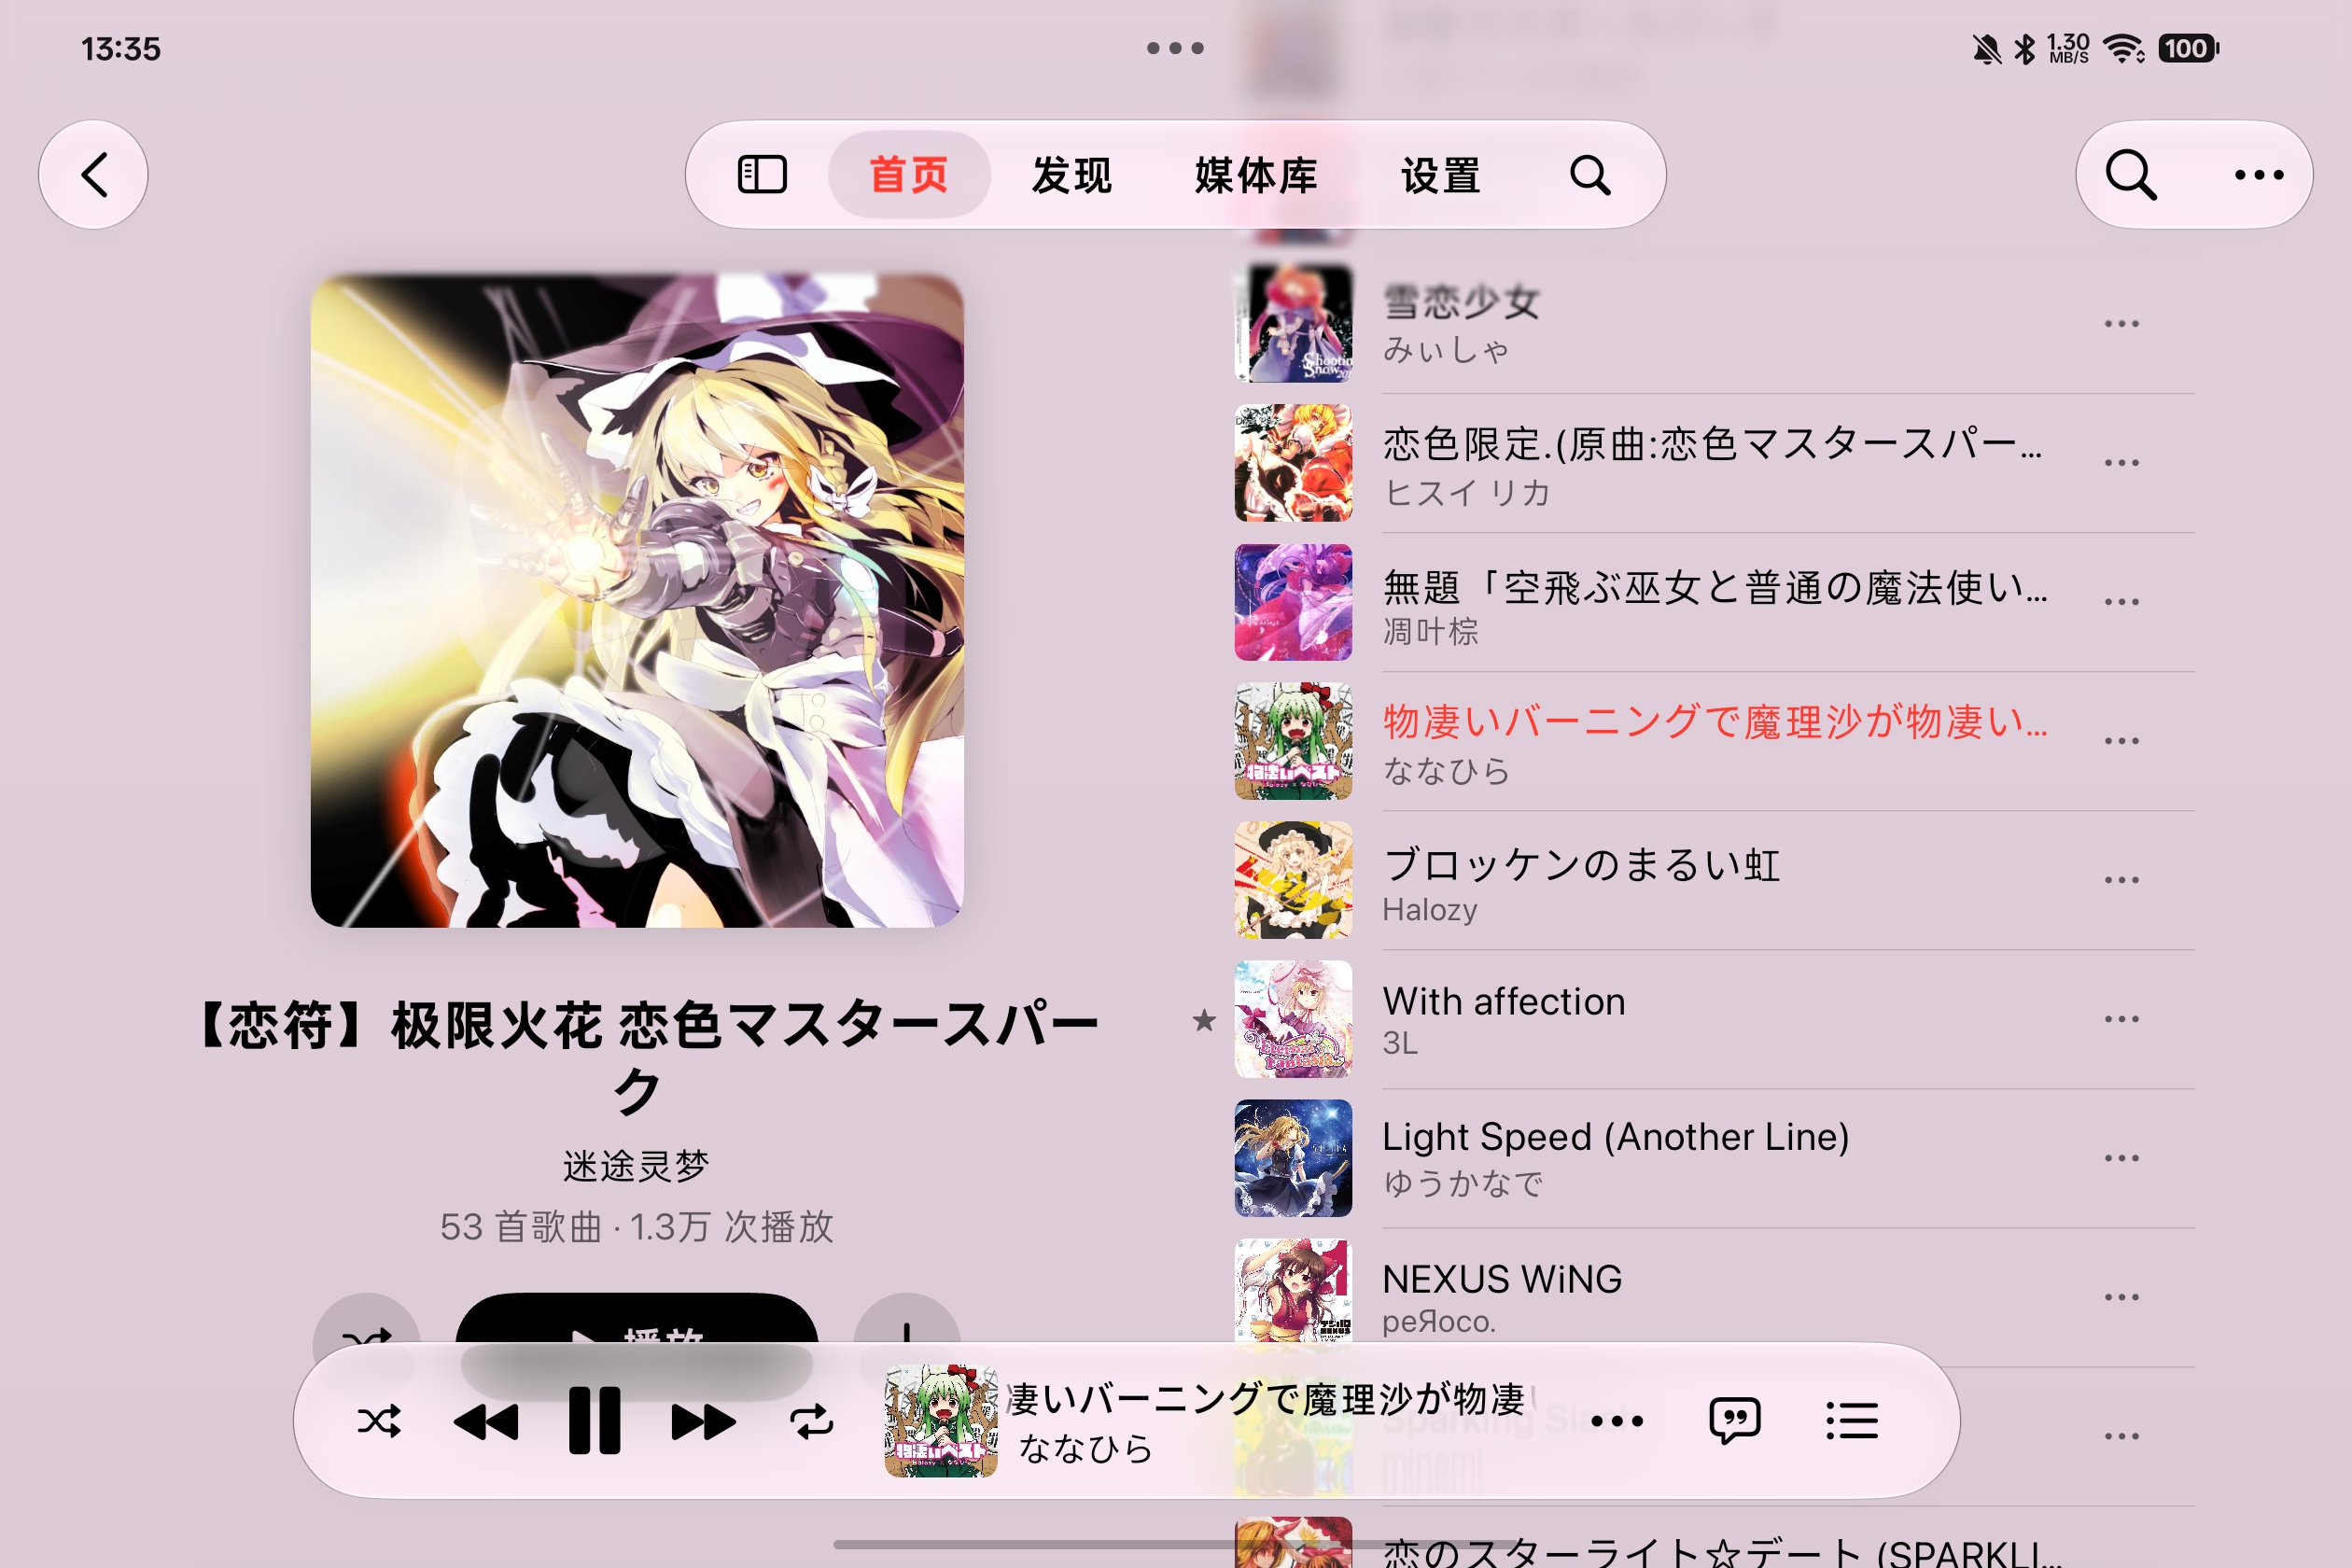 13:35
1.30
MB/S
100
首页
发现
媒体库
设置
【恋符】极限火花 恋色マスタースパー
ク
迷途灵梦
53 首歌曲 · 1.3万 次播放
播放
雪恋少女
みぃしゃ
恋色限定.(原曲:恋色マスタースパー...
ヒスイ リカ
無題「空飛ぶ巫女と普通の魔法使い...
凋叶棕
物凄いバーニングで魔理沙が物凄い...
ななひら
ブロッケンのまるい虹
Halozy
With affection
3L
Light Speed (Another Line)
ゆうかなで
NEXUS WiNG
peЯoco.
Sparking Slash
minami
恋のスターライト☆デート (SPARKLI...
凄いバーニングで魔理沙が物凄い
ななひら